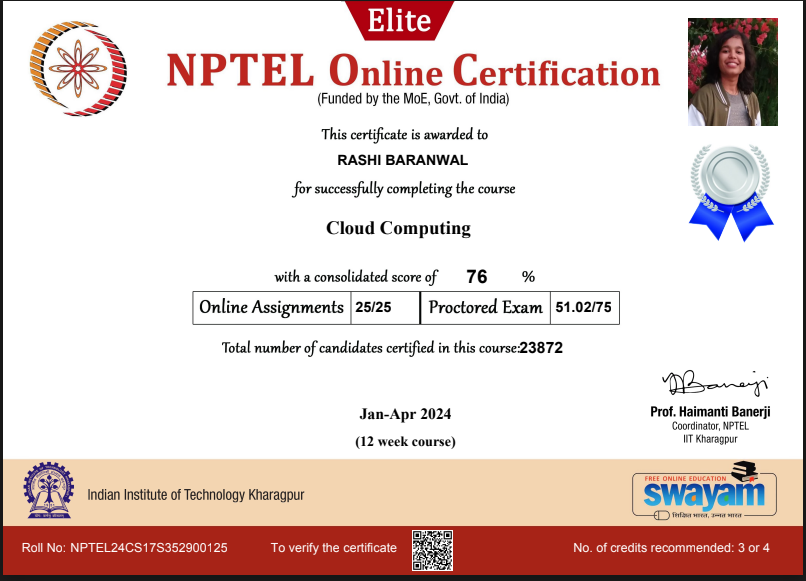 Elite
NPTEL Online Certification
(Funded by the MoE, Govt. of India)
This certificate is awarded to
RASHI BARANWAL
for successfully completing the course
Cloud Computing
with a consolidated score of 76 %
Online Assignments 25/25 Proctored Exam 51.02/75
Total number of candidates certified in this course:23872
Jan-Apr 2024
(12 week course)
Prof. Haimanti Banerji
Coordinator, NPTEL
IIT Kharagpur
Indian Institute of Technology Kharagpur
FREE ONLINE EDUCATION
swayam
शिक्षित भारत, उन्नत भारत
Roll No: NPTEL24CS17S352900125 To verify the certificate No. of credits recommended: 3 or 4